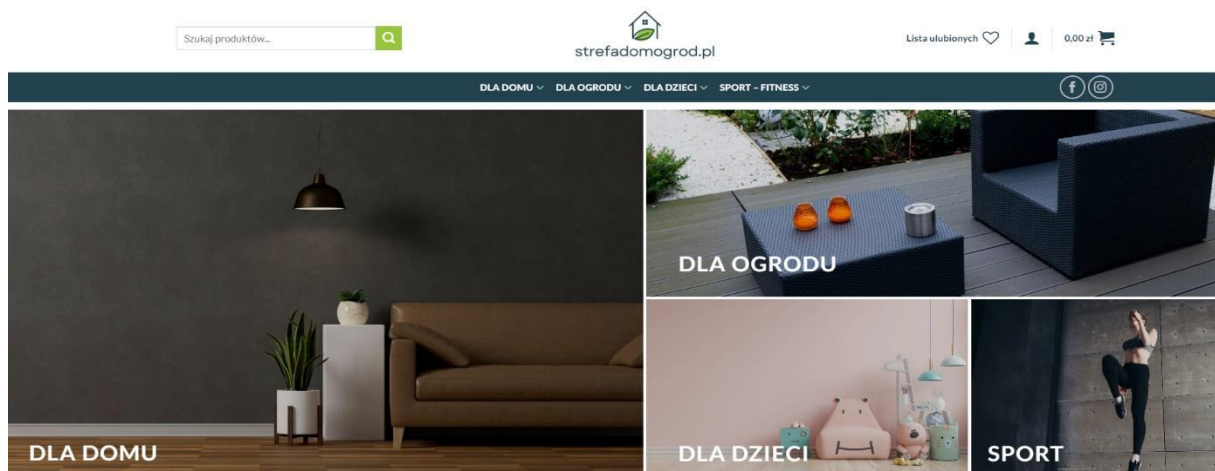 Szukaj produktów...
strefadomogrod.pl
Lista ulubionych
0,00 zł
DLA DOMU DLA OGRODU DLA DZIECI SPORT – FITNESS
DLA OGRODU
DLA DOMU
DLA DZIECI
SPORT